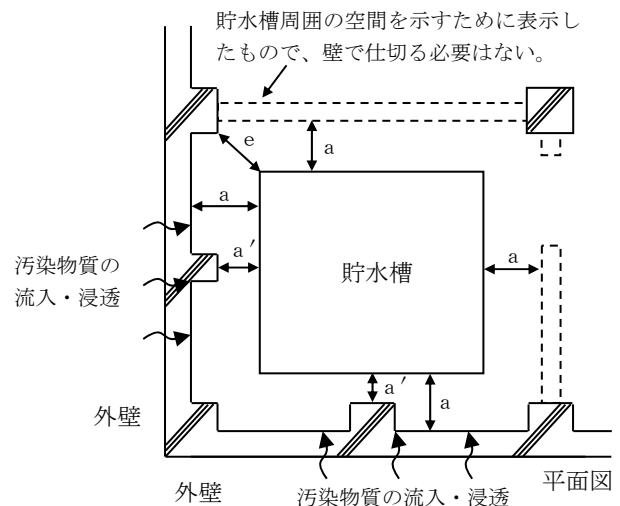 貯水槽周囲の空間を示すために表示し
たもので、壁で仕切る必要はない。
e
a
a
a′
a
貯水槽
汚染物質の
流入・浸透
a′
a
外壁
外壁
汚染物質の流入・浸透
平面図